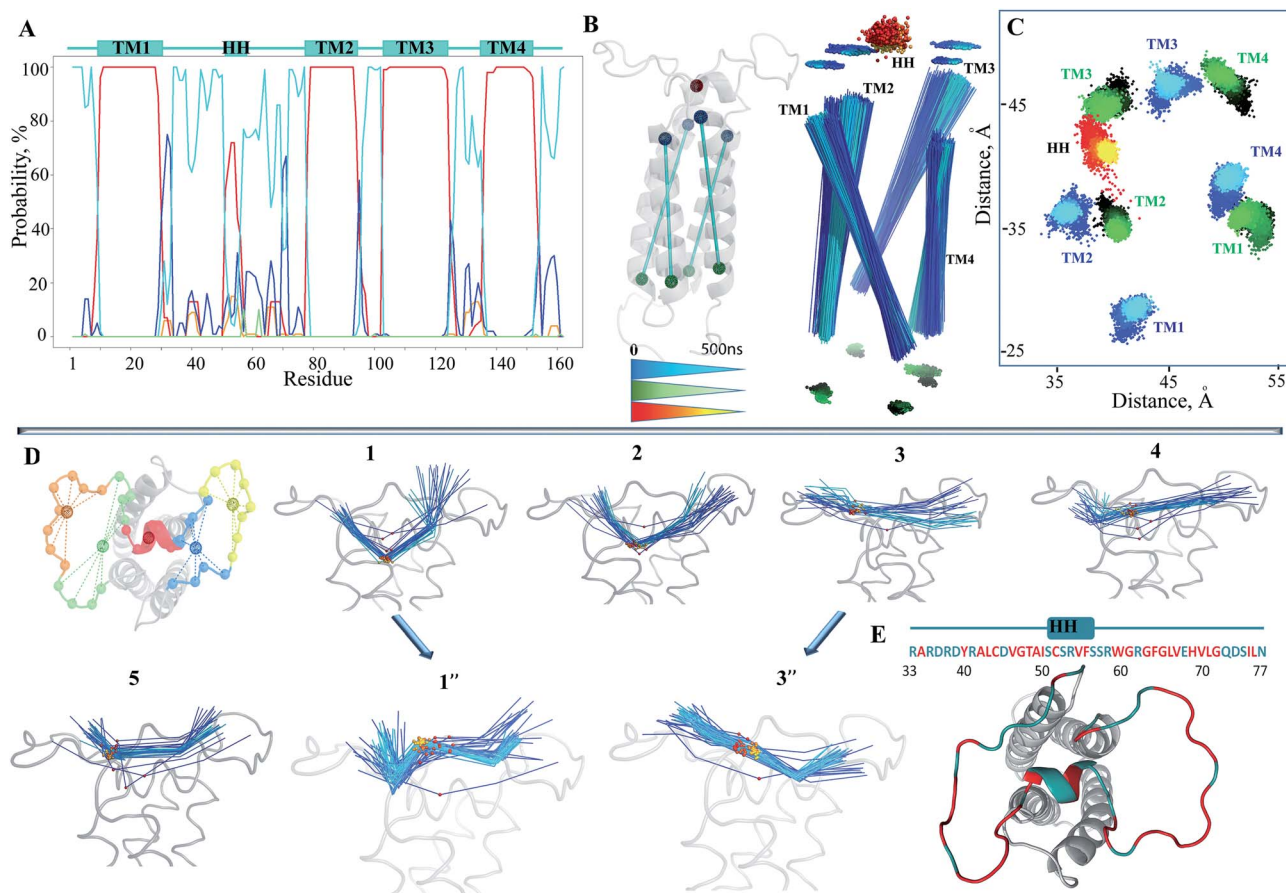 A
TM1 HH TM2 TM3 TM4
Probability, %
100
80
60
40
20
0
1 20 40 60 80 100 120 140 160
Residue
B
HH
TM3
TM2
TM1
TM4
0 500ns
C
TM3 TM4
TM3
-45
HH
TM4
-35
TM2
TM2 TM1
TM1
-25
Distance, Å
35 45 55
Distance, Å
D
1 2 3 4
5 1″ 3″
E
HH
RARDRDYRALCDVGTAISCSRVFSSRWGRGFGLVEHVLGQDSILN
33 40 50 60 70 77